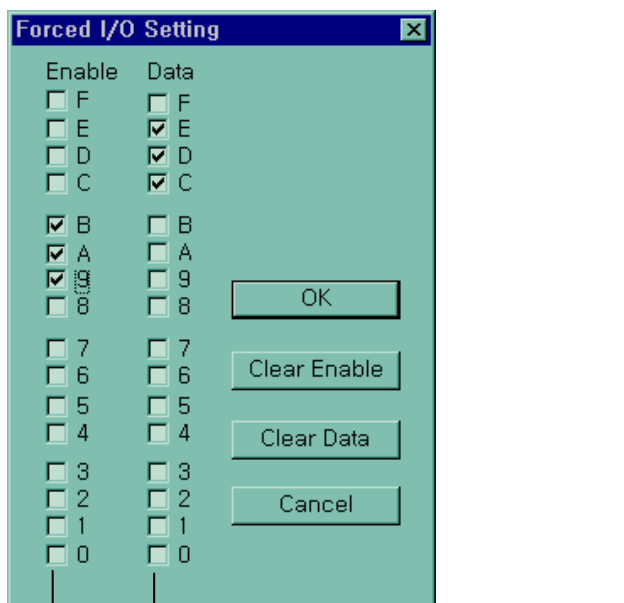 Forced I/O Setting
Enable Data
F F
E E
D D
C C
B B
A A
9 9
8 8
OK
7 7
6 6
Clear Enable
5 5
4 4
Clear Data
3 3
2 2
Cancel
1 1
0 0